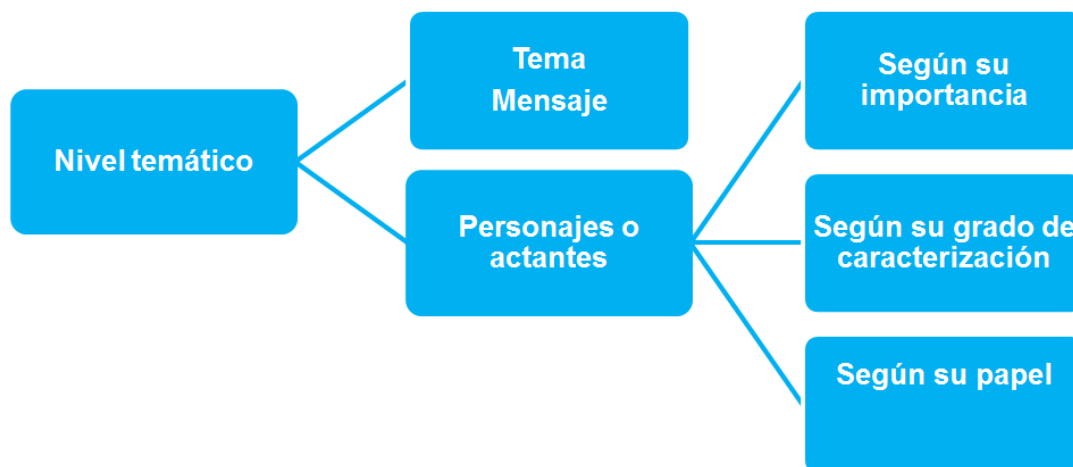 Nivel temático
Tema
Mensaje
Personajes o
actantes
Según su
importancia
Según su grado de
caracterización
Según su papel